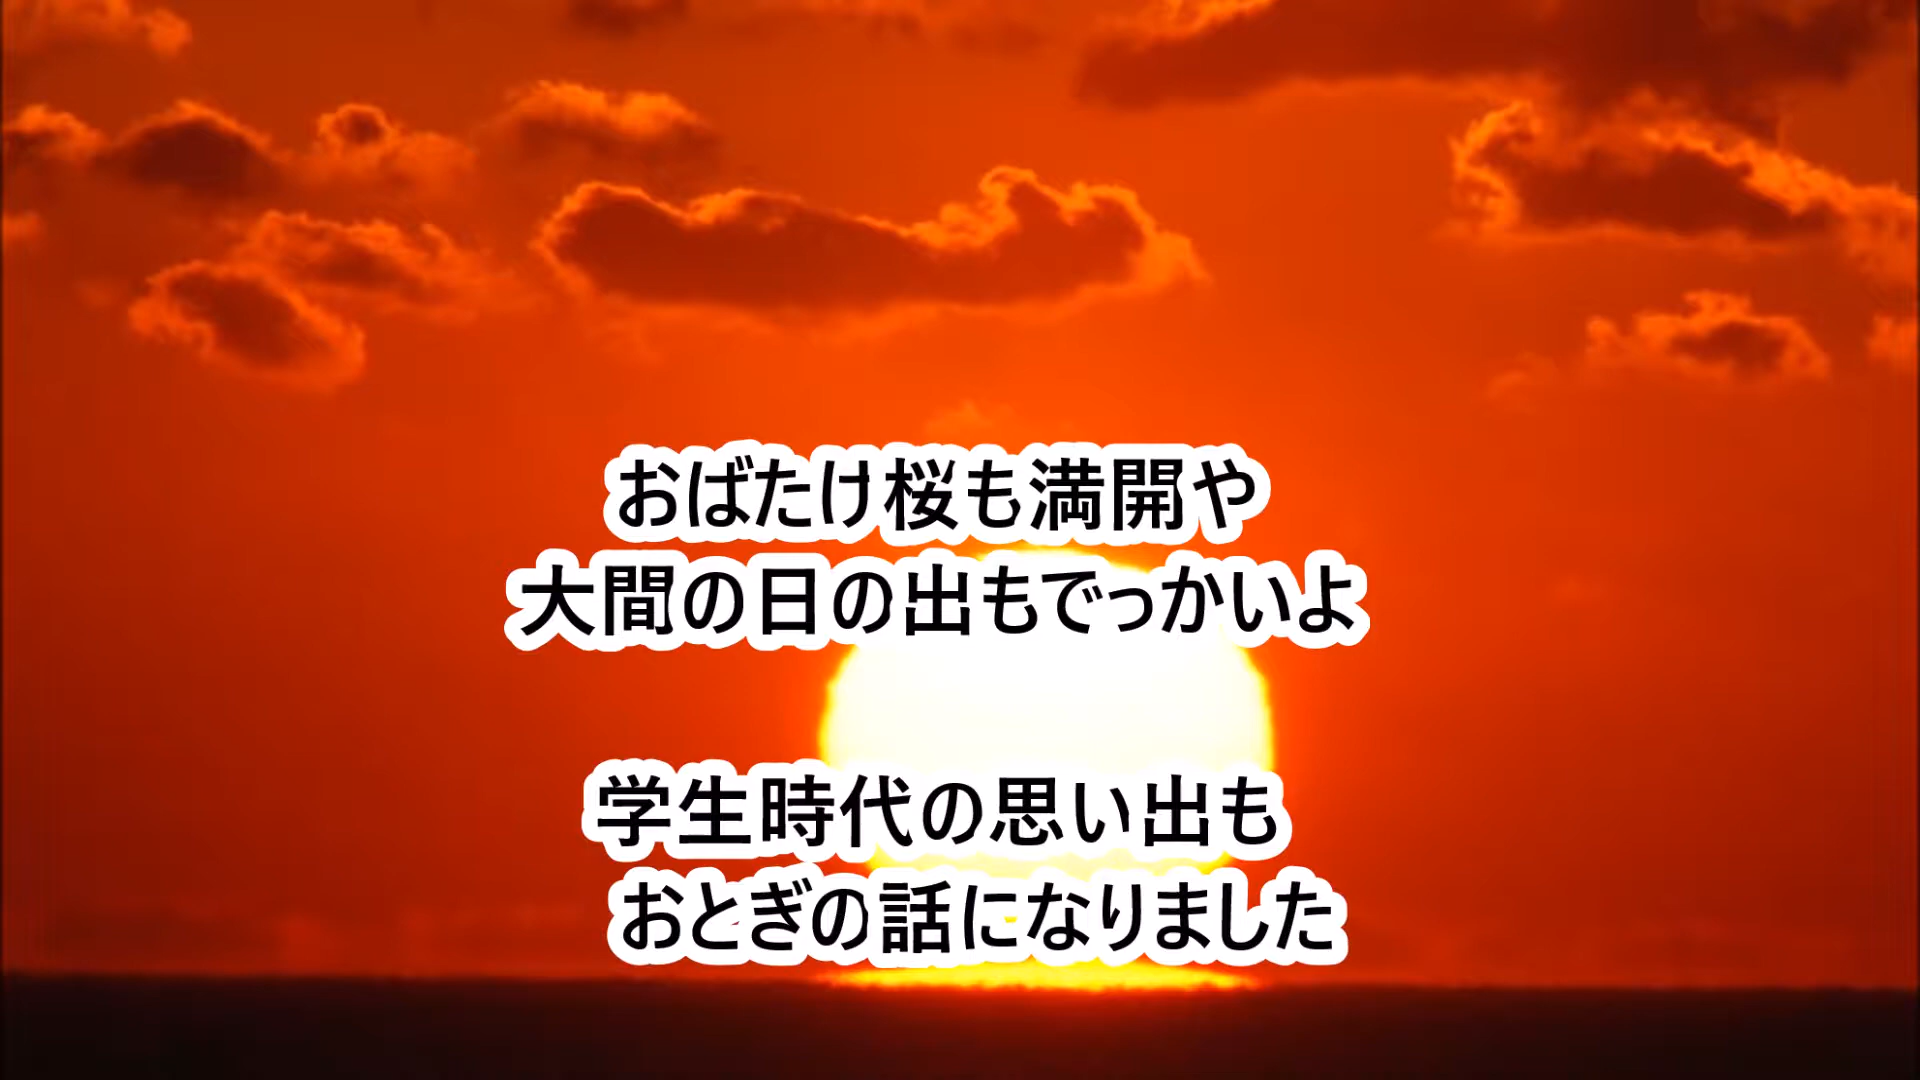 おばたけ桜も満開や
大間の日の出もでっかいよ
学生時代の思い出も
おとぎの話になりました